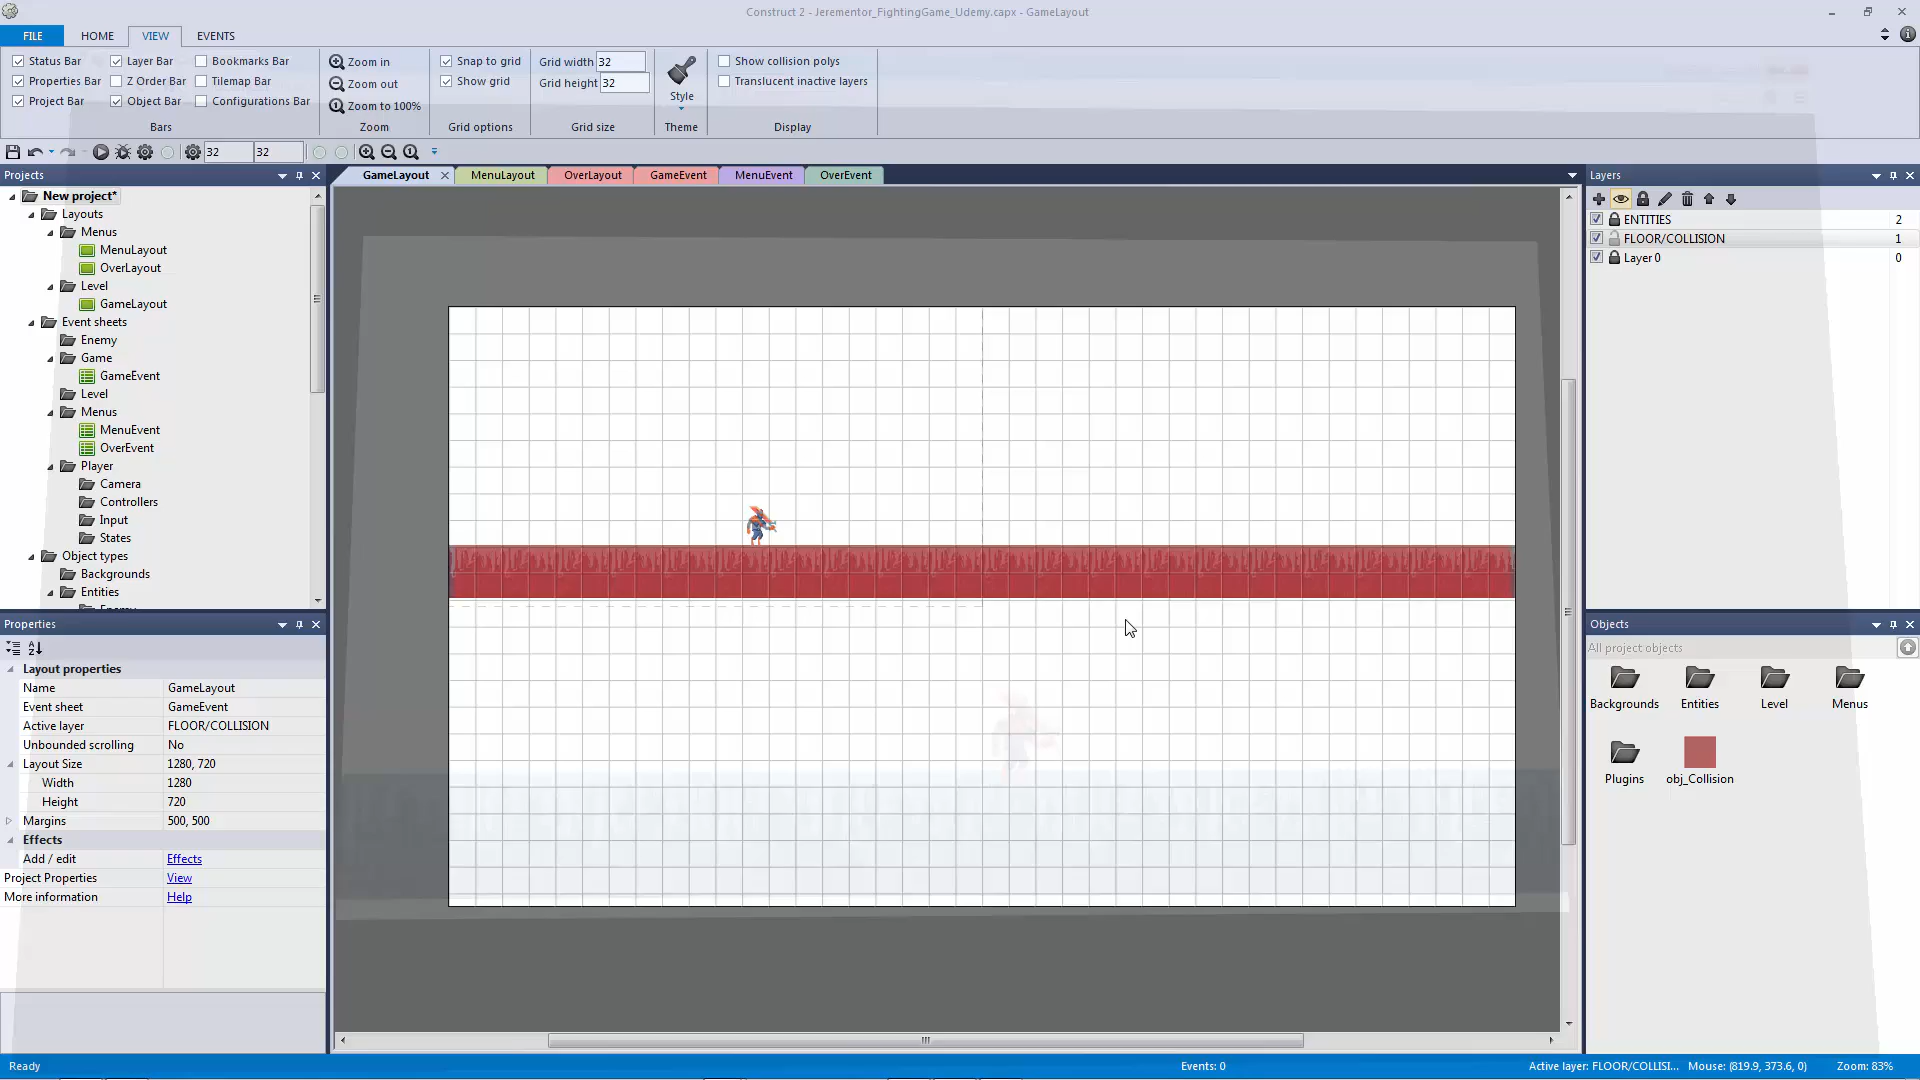 Construct 2 - Jerementor_FightingGame_Udemy.capx - GameLayout
FILE HOME VIEW EVENTS
Status Bar Layer Bar Bookmarks Bar Zoom in Snap to grid Grid width 32 Show collision polys
Properties Bar Z Order Bar Tilemap Bar Zoom out Show grid Grid height 32 Style Translucent inactive layers
Project Bar Object Bar Configurations Bar Zoom to 100%
Bars Zoom Grid options Grid size Theme Display
32 32
Projects
New project*
Layouts
Menus
MenuLayout
OverLayout
Level
GameLayout
Event sheets
Enemy
Game
GameEvent
Level
Menus
MenuEvent
OverEvent
Player
Camera
Controllers
Input
States
Object types
Backgrounds
Entities
Properties
Layout properties
Name GameLayout
Event sheet GameEvent
Active layer FLOOR/COLLISION
Unbounded scrolling No
Layout Size 1280, 720
Width 1280
Height 720
Margins 500, 500
Effects
Add / edit Effects
Project Properties View
More information Help
GameLayout MenuLayout OverLayout GameEvent MenuEvent OverEvent
Layers
ENTITIES 2
FLOOR/COLLISION 1
Layer 0 0
Objects
All project objects
Backgrounds Entities Level Menus
Plugins obj_Collision
Ready Events: 0 Active layer: FLOOR/COLLISI... Mouse: (819.9, 373.6, 0) Zoom: 83%